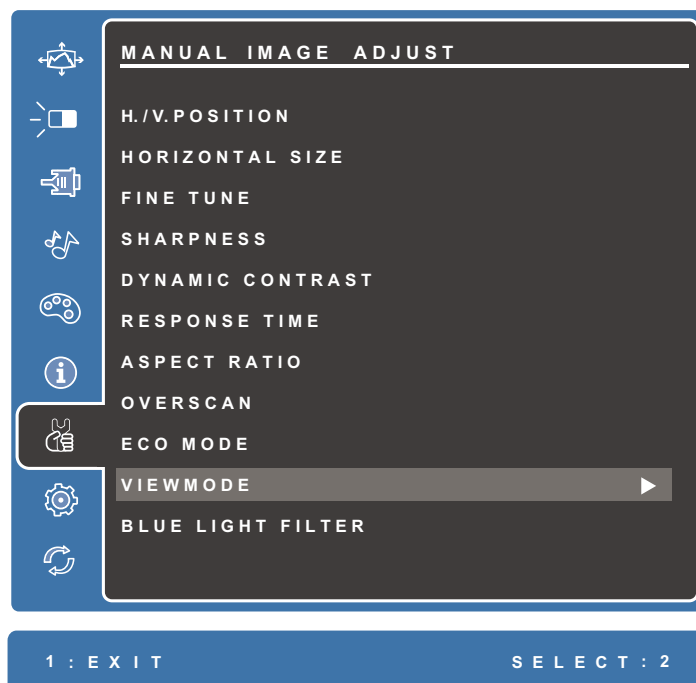 MANUAL IMAGE ADJUST
H./V.POSITION
HORIZONTAL SIZE
FINE TUNE
SHARPNESS
DYNAMIC CONTRAST
RESPONSE TIME
ASPECT RATIO
OVERSCAN
ECO MODE
VIEWMODE
BLUE LIGHT FILTER
1:EXIT SELECT:2